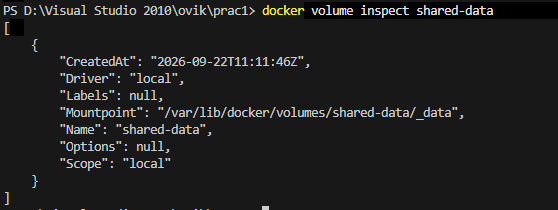 PS D:\Visual Studio 2010\ovik\prac1> docker volume inspect shared-data
[
    {
        "CreatedAt": "2026-09-22T11:11:46Z",
        "Driver": "local",
        "Labels": null,
        "Mountpoint": "/var/lib/docker/volumes/shared-data/_data",
        "Name": "shared-data",
        "Options": null,
        "Scope": "local"
    }
]